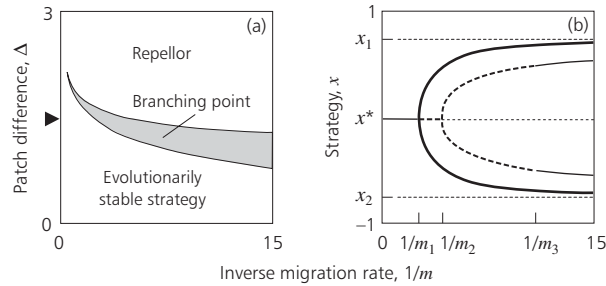 3
(a)
Repellor
Branching point
Evolutionarily
stable strategy
Patch difference, Δ
0
0
15
1
(b)
x₁
x*
x₂
−1
Strategy, x
0
1/m₁
1/m₂
1/m₃
15
Inverse migration rate, 1/m